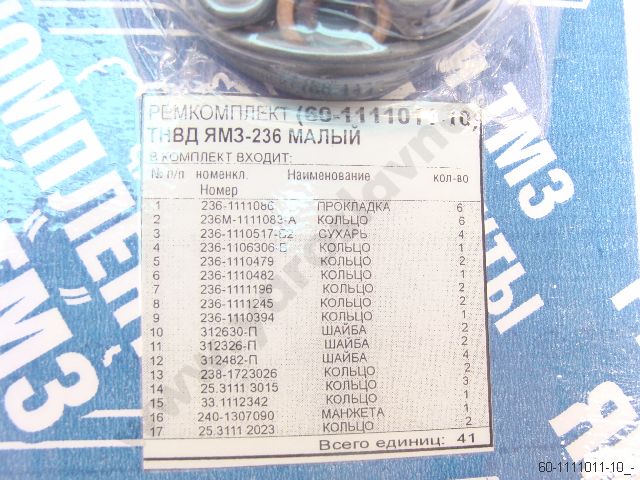 РЕМКОМПЛЕКТ (60-1111011-10)
ТНВД ЯМЗ-236 МАЛЫЙ
В КОМПЛЕКТ ВХОДИТ:
№ п/п номенкл. Наименование кол-во
Номер
1 236-1111086 ПРОКЛАДКА 6
2 236М-1111083-А КОЛЬЦО 6
3 236-1110517-Б2 СУХАРЬ 4
4 236-1106306-Б КОЛЬЦО 1
5 236-1110479 КОЛЬЦО 2
6 236-1110482 КОЛЬЦО 1
7 236-1111196 КОЛЬЦО 2
8 236-1111245 КОЛЬЦО 2
9 236-1110394 КОЛЬЦО 1
10 312630-П ШАЙБА 2
11 312326-П ШАЙБА 2
12 312482-П ШАЙБА 4
13 238-1723026 КОЛЬЦО 2
14 25.3111 3015 КОЛЬЦО 3
15 33.1112342 КОЛЬЦО 1
16 240-1307090 МАНЖЕТА 1
17 25.3111 2023 КОЛЬЦО 2
Всего единиц: 41
ТМЗ
60-1111011-10_-